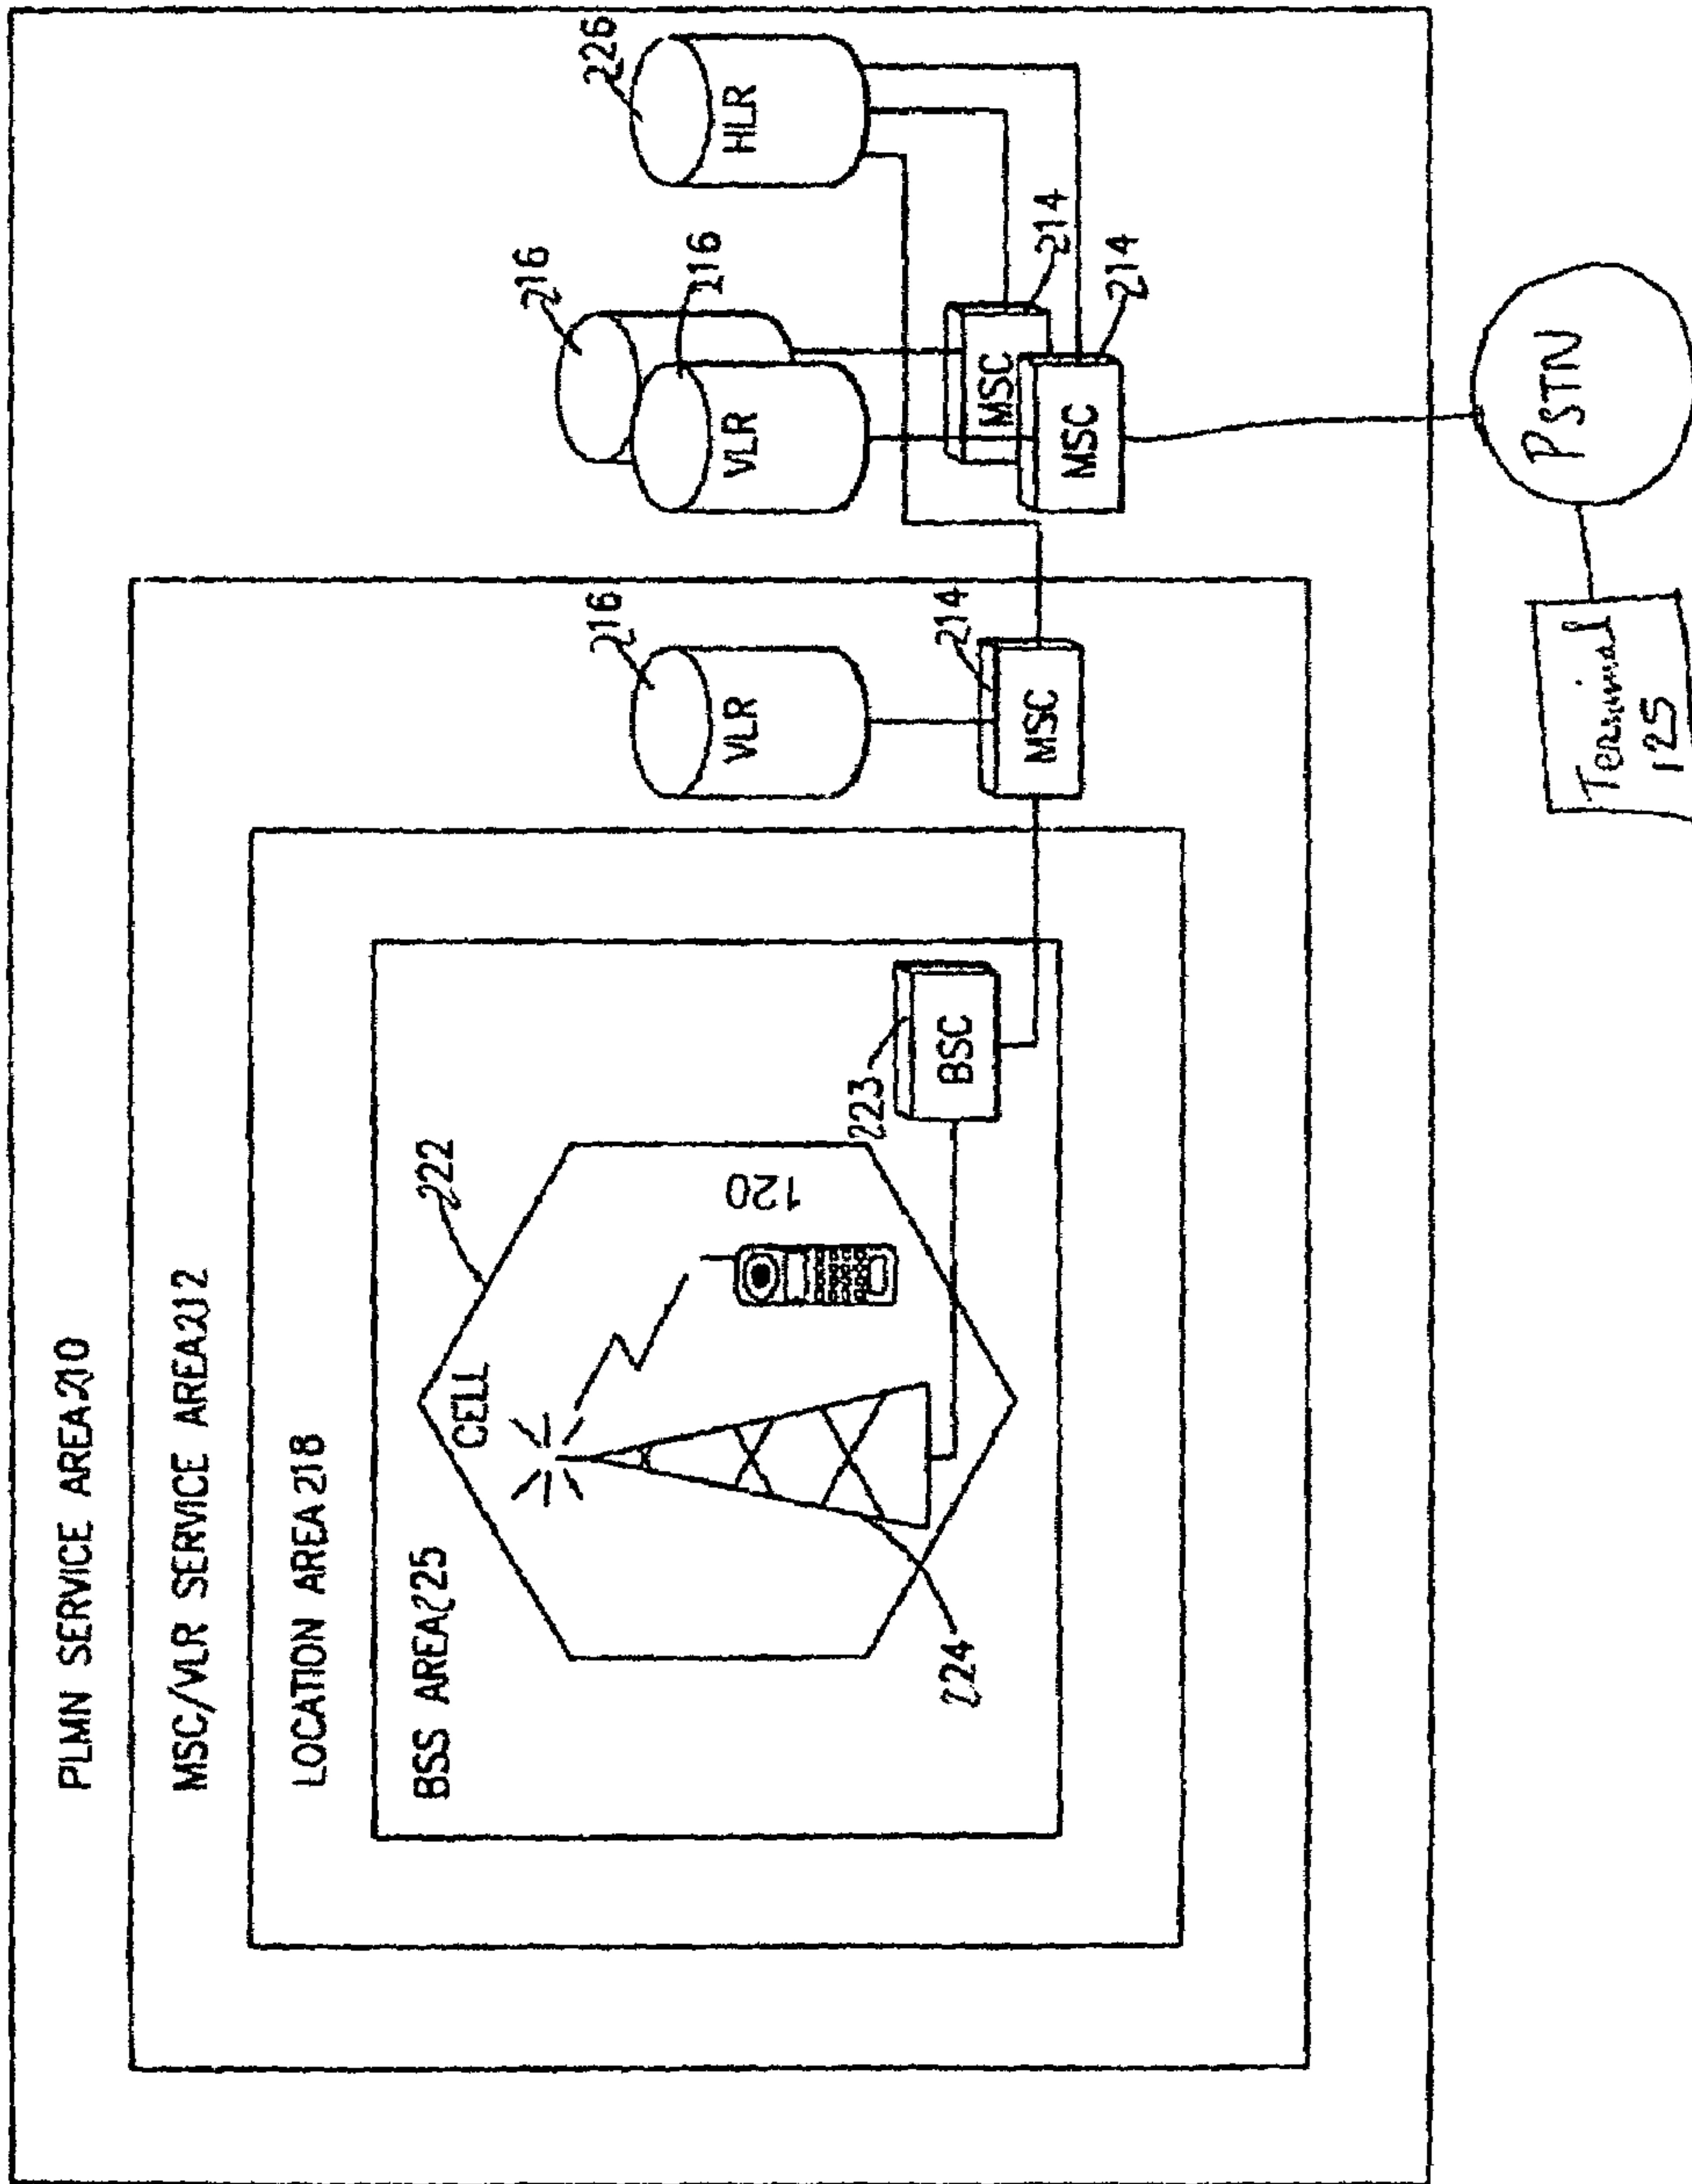 PLMN SERVICE AREA 210
MSC/VLR SERVICE AREA 212
LOCATION AREA 218
BSS AREA 225
CELL
222
120
224
223
BSC
216
VLR
214
MSC
216
216
VLR
226
HLR
214
MSC
214
MSC
PSTN
Terminal
125